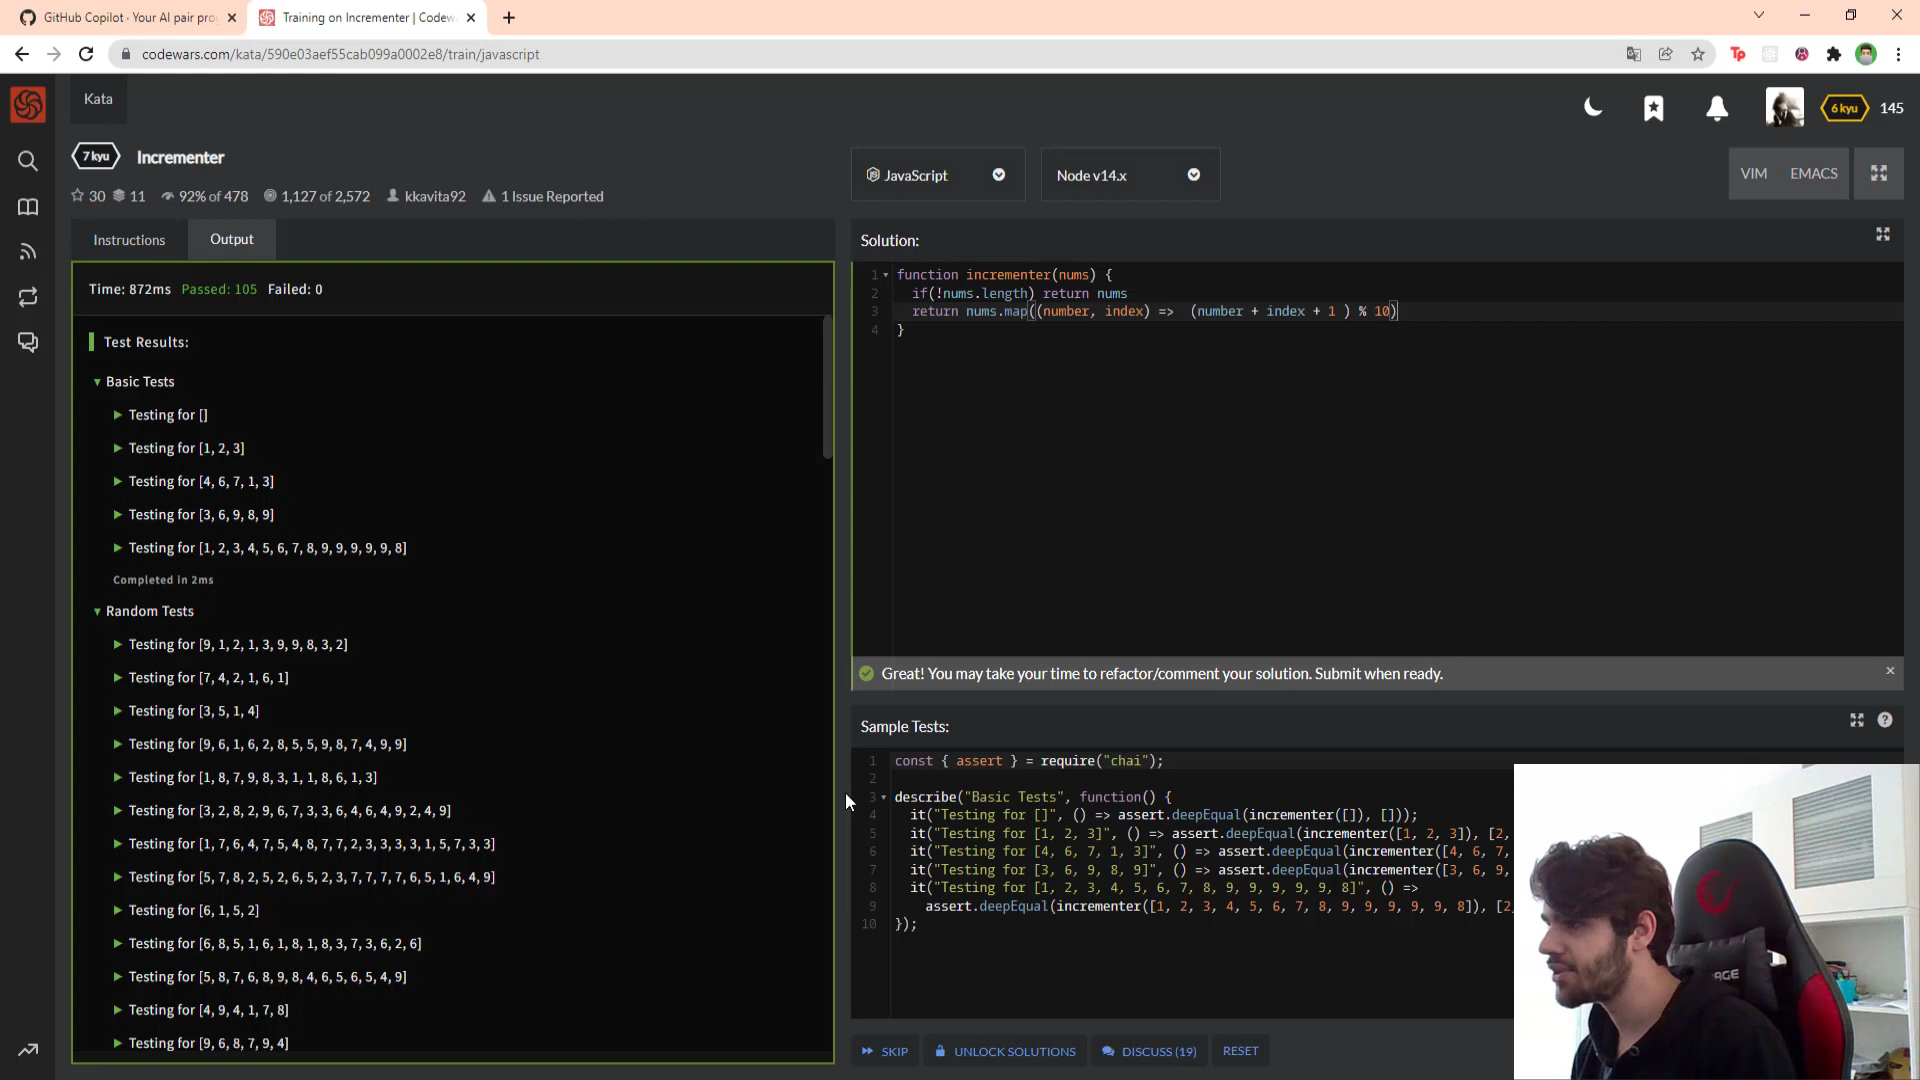 GitHub Copilot · Your AI pair pro
Training on Incrementer | Codew
codewars.com/kata/590e03aef55cab099a0002e8/train/javascript
Kata
6 kyu
145
7 kyu
Incrementer
30
11
92% of 478
1,127 of 2,572
kkavita92
1 Issue Reported
JavaScript
Node v14.x
VIM
EMACS
Instructions
Output
Time: 872ms Passed: 105 Failed: 0
Test Results:
Basic Tests
Testing for []
Testing for [1, 2, 3]
Testing for [4, 6, 7, 1, 3]
Testing for [3, 6, 9, 8, 9]
Testing for [1, 2, 3, 4, 5, 6, 7, 8, 9, 9, 9, 9, 9, 8]
Completed in 2ms
Random Tests
Testing for [9, 1, 2, 1, 3, 9, 9, 8, 3, 2]
Testing for [7, 4, 2, 1, 6, 1]
Testing for [3, 5, 1, 4]
Testing for [9, 6, 1, 6, 2, 8, 5, 5, 9, 8, 7, 4, 9, 9]
Testing for [1, 8, 7, 9, 8, 3, 1, 1, 8, 6, 1, 3]
Testing for [3, 2, 8, 2, 9, 6, 7, 3, 3, 6, 4, 6, 4, 9, 2, 4, 9]
Testing for [1, 7, 6, 4, 7, 5, 4, 8, 7, 7, 2, 3, 3, 3, 3, 1, 5, 7, 3, 3]
Testing for [5, 7, 8, 2, 5, 2, 6, 5, 2, 3, 7, 7, 7, 7, 6, 5, 1, 6, 4, 9]
Testing for [6, 1, 5, 2]
Testing for [6, 8, 5, 1, 6, 1, 8, 1, 8, 3, 7, 3, 6, 2, 6]
Testing for [5, 8, 7, 6, 8, 9, 8, 4, 6, 5, 6, 5, 4, 9]
Testing for [4, 9, 4, 1, 7, 8]
Testing for [9, 6, 8, 7, 9, 4]
Solution:
1 function incrementer(nums) {
2 if(!nums.length) return nums
3 return nums.map((number, index) => (number + index + 1 ) % 10)
4 }
Great! You may take your time to refactor/comment your solution. Submit when ready.
Sample Tests:
1 const { assert } = require("chai");
2
3 describe("Basic Tests", function() {
4 it("Testing for []", () => assert.deepEqual(incrementer([]), []));
5 it("Testing for [1, 2, 3]", () => assert.deepEqual(incrementer([1, 2, 3]), [2,
6 it("Testing for [4, 6, 7, 1, 3]", () => assert.deepEqual(incrementer([4, 6, 7,
7 it("Testing for [3, 6, 9, 8, 9]", () => assert.deepEqual(incrementer([3, 6, 9,
8 it("Testing for [1, 2, 3, 4, 5, 6, 7, 8, 9, 9, 9, 9, 9, 8]", () =>
9 assert.deepEqual(incrementer([1, 2, 3, 4, 5, 6, 7, 8, 9, 9, 9, 9, 9, 8]), [2,
10 });
SKIP
UNLOCK SOLUTIONS
DISCUSS (19)
RESET
AGE